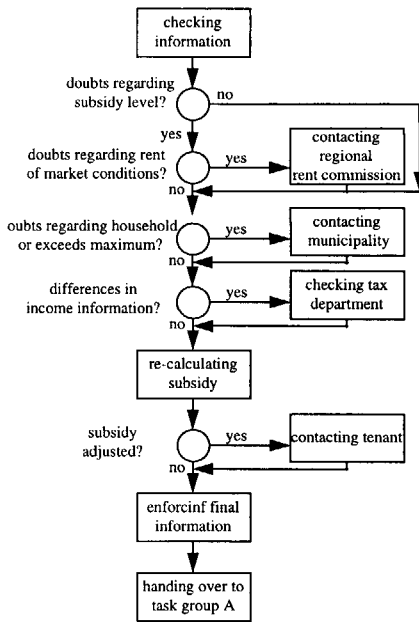 checking
information
doubts regarding
subsidy level?
no
yes
doubts regarding rent
of market conditions?
yes
contacting
regional
rent commission
no
oubts regarding household
or exceeds maximum?
yes
contacting
municipality
no
differences in
income information?
yes
checking tax
department
no
re-calculating
subsidy
subsidy
adjusted?
yes
contacting tenant
no
enforcinf final
information
handing over to
task group A